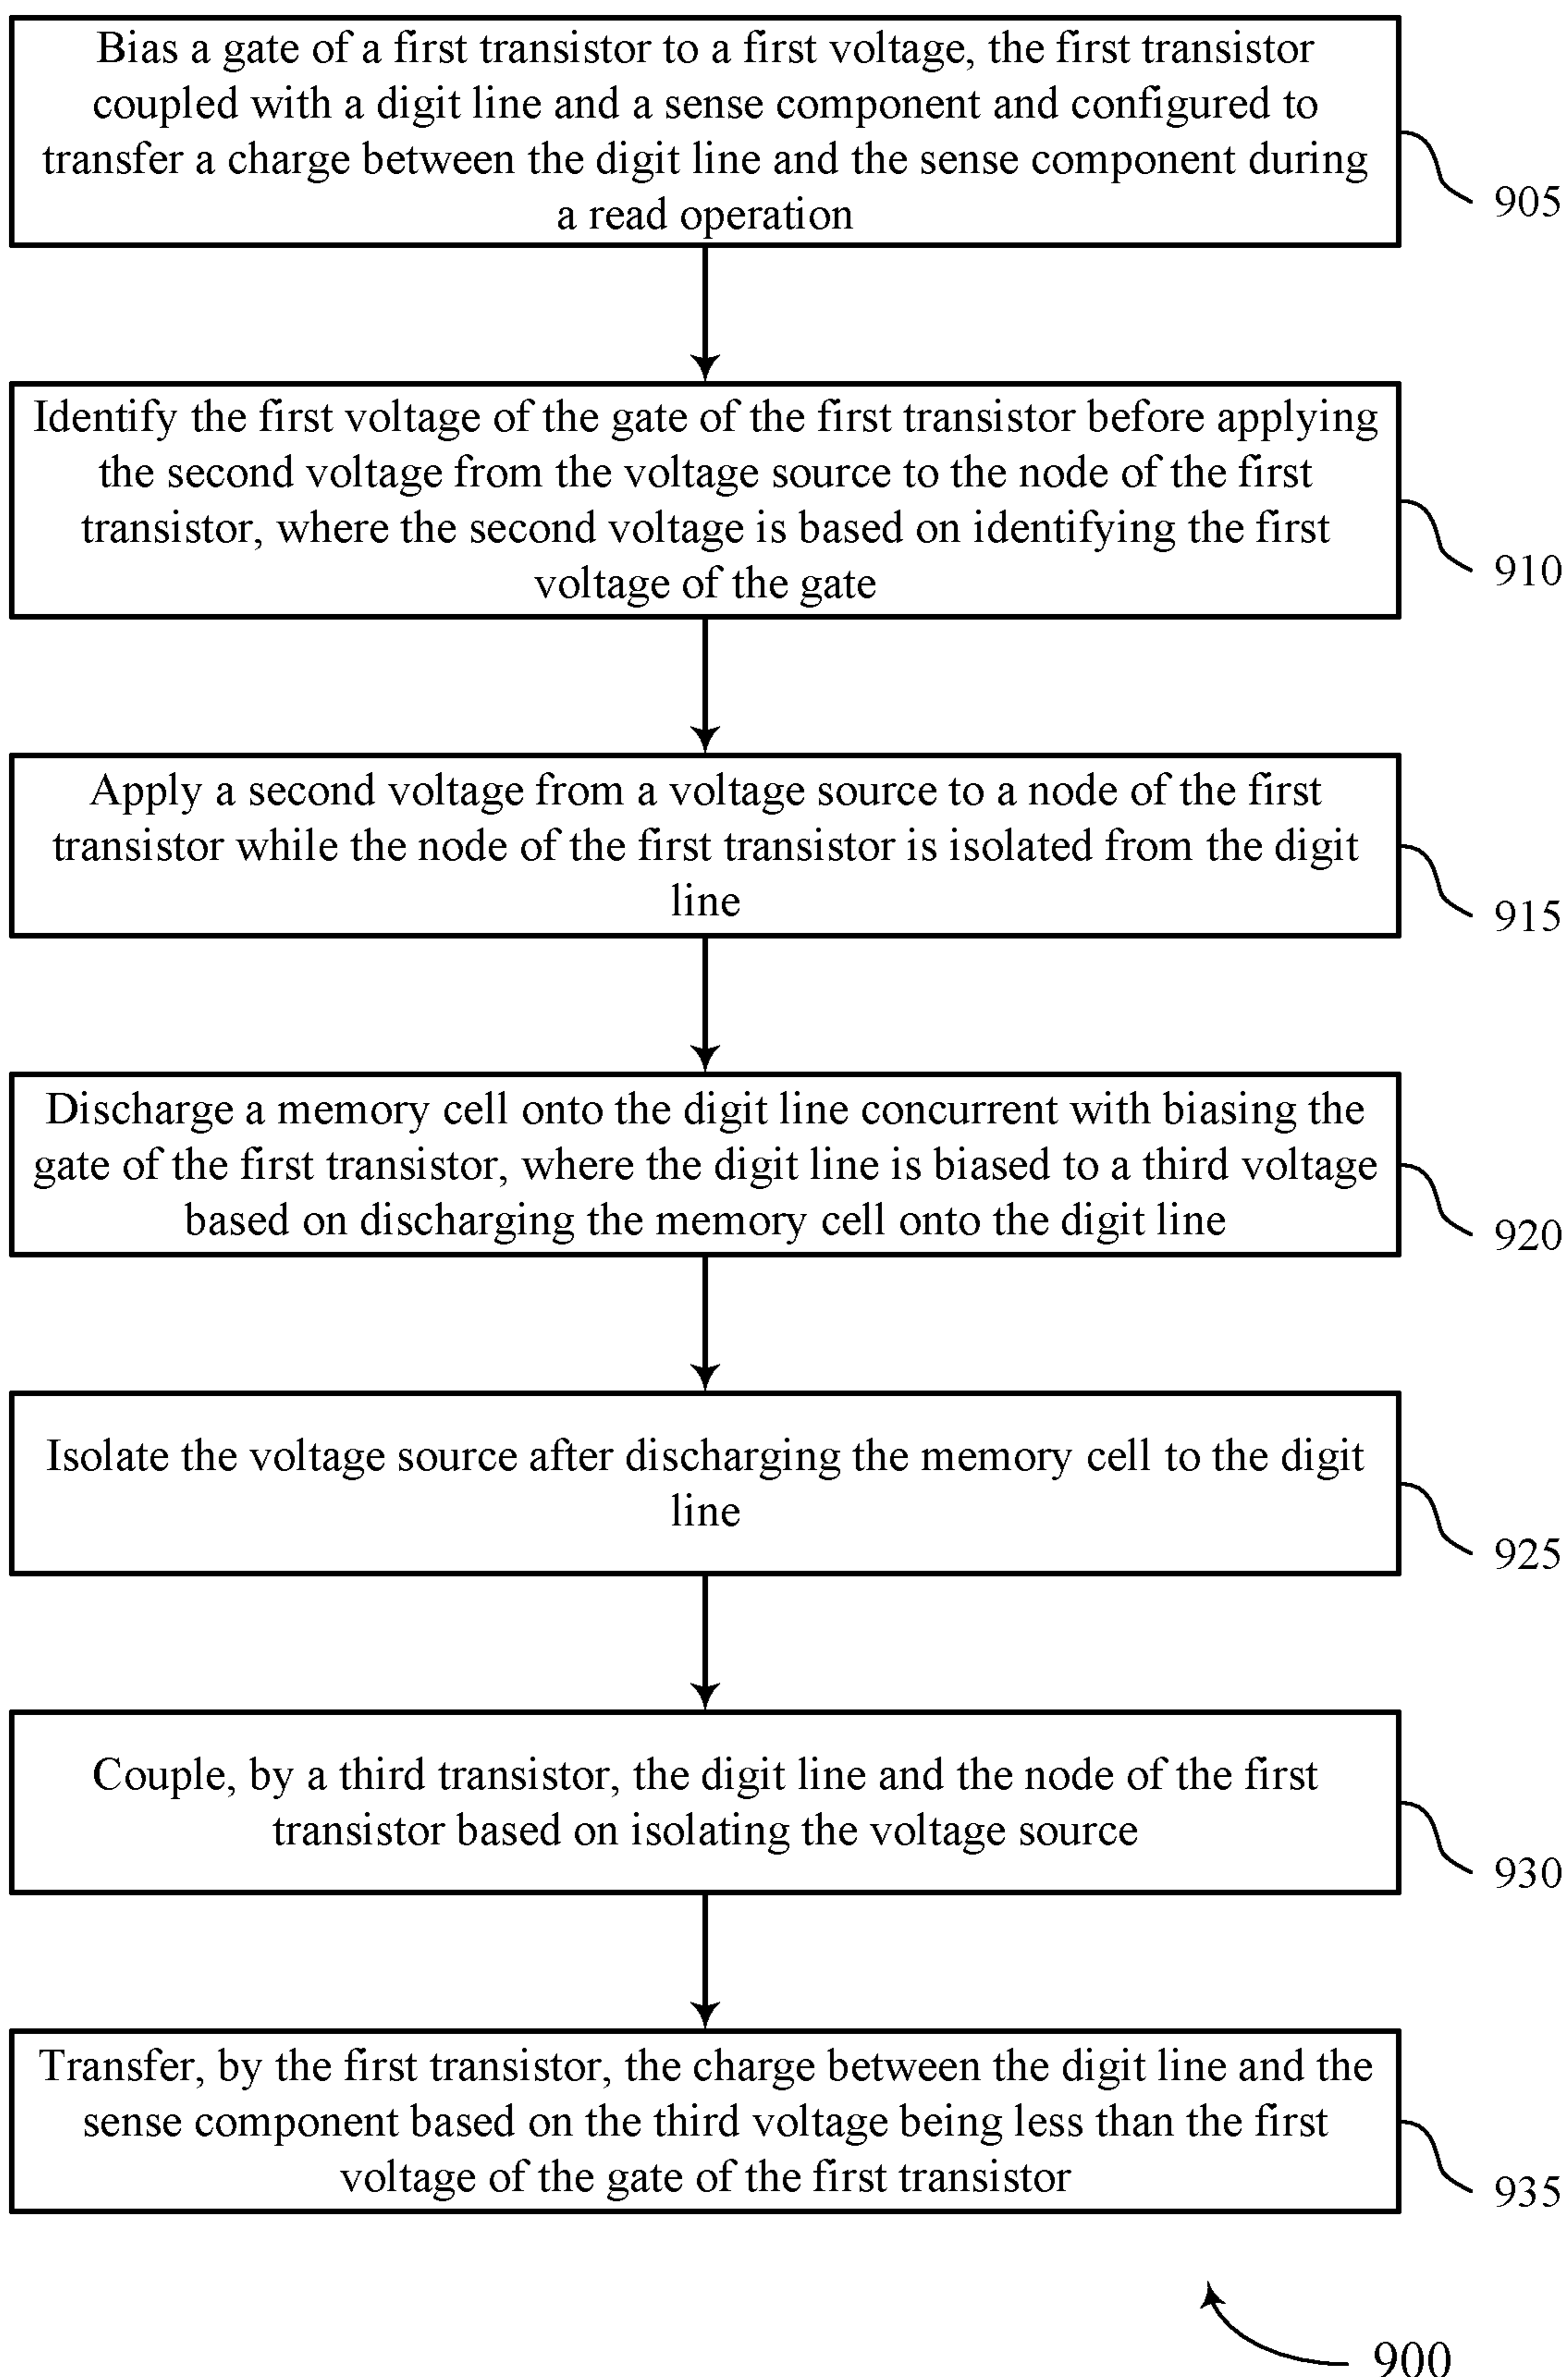 Bias a gate of a first transistor to a first voltage, the first transistor
coupled with a digit line and a sense component and configured to
transfer a charge between the digit line and the sense component during
a read operation
905
Identify the first voltage of the gate of the first transistor before applying
the second voltage from the voltage source to the node of the first
transistor, where the second voltage is based on identifying the first
voltage of the gate
910
Apply a second voltage from a voltage source to a node of the first
transistor while the node of the first transistor is isolated from the digit
line
915
Discharge a memory cell onto the digit line concurrent with biasing the
gate of the first transistor, where the digit line is biased to a third voltage
based on discharging the memory cell onto the digit line
920
Isolate the voltage source after discharging the memory cell to the digit
line
925
Couple, by a third transistor, the digit line and the node of the first
transistor based on isolating the voltage source
930
Transfer, by the first transistor, the charge between the digit line and the
sense component based on the third voltage being less than the first
voltage of the gate of the first transistor
935
900